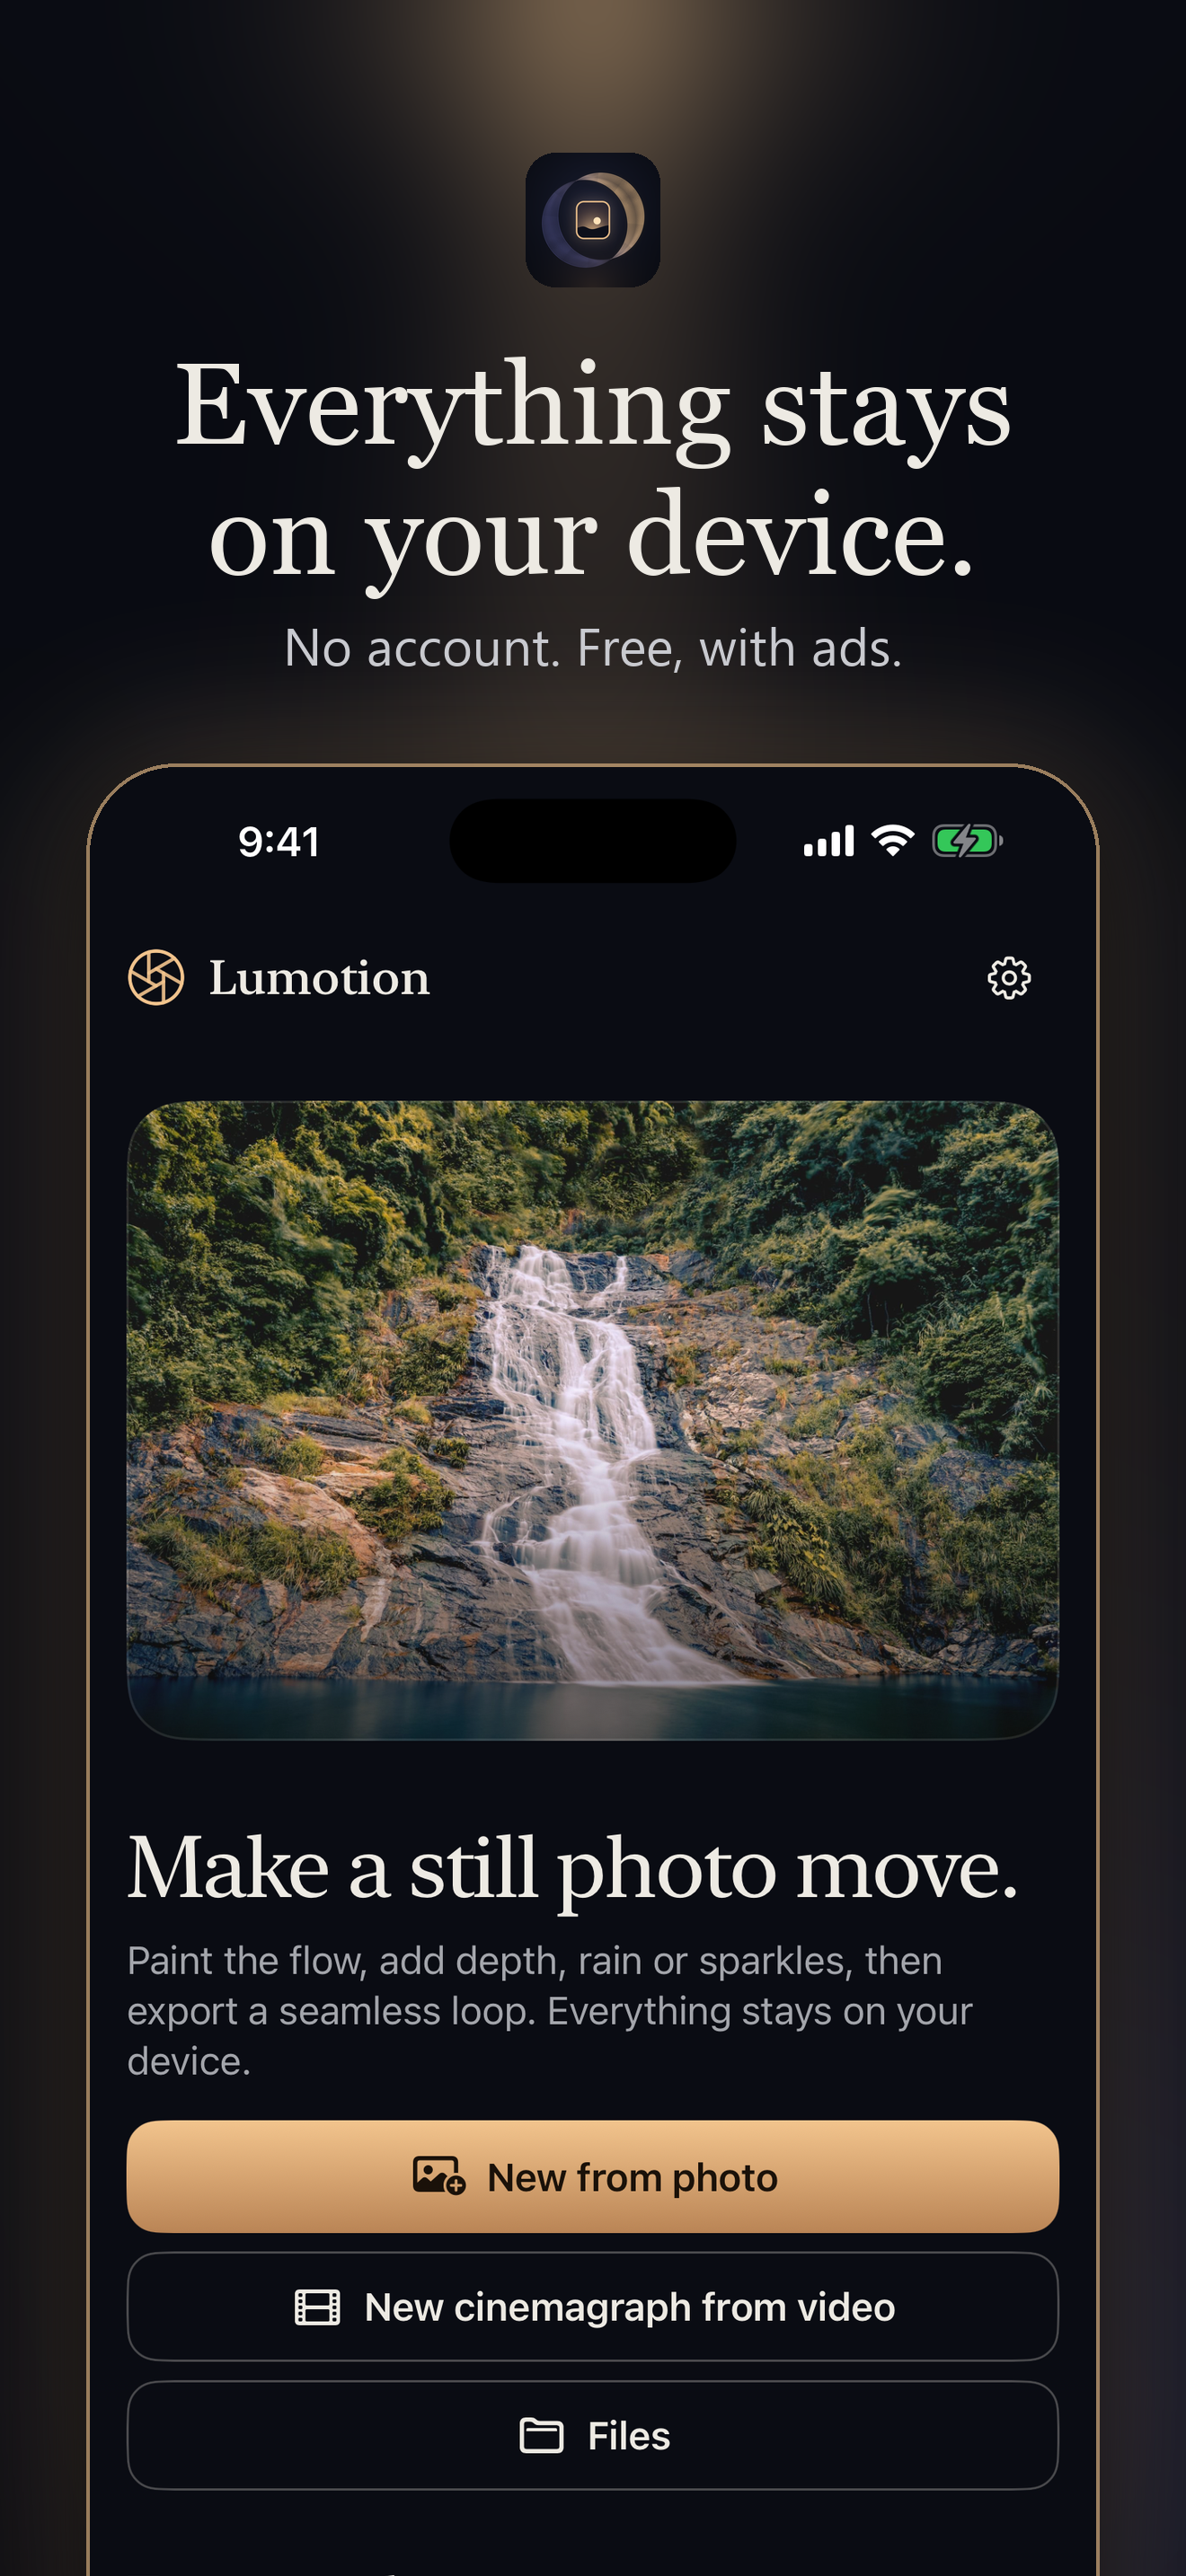 Everything stays
on your device.
No account. Free, with ads.
9:41
Lumotion
Make a still photo move.
Paint the flow, add depth, rain or sparkles, then
export a seamless loop. Everything stays on your
device.
New from photo
New cinemagraph from video
Files